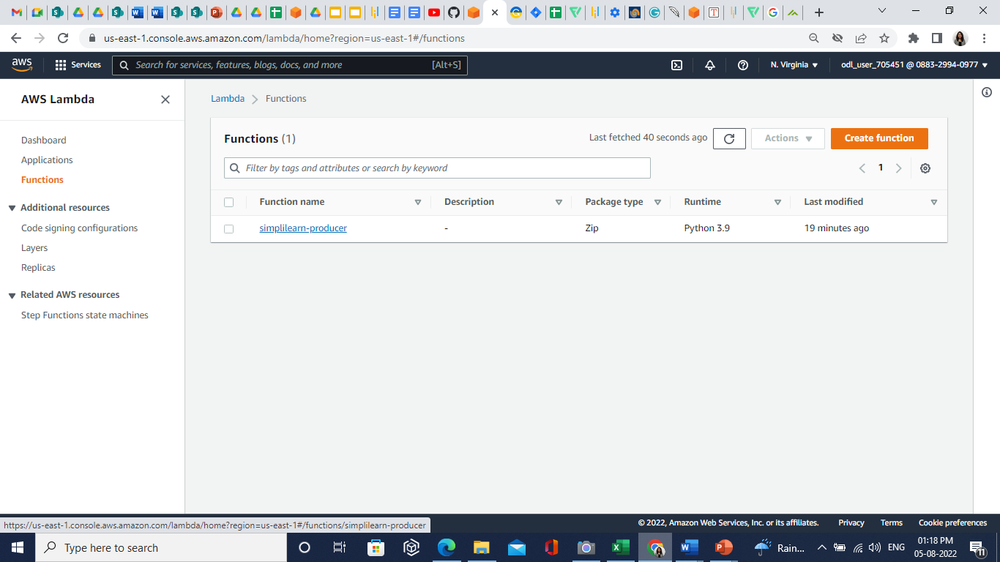 us-east-1.console.aws.amazon.com/lambda/home?region=us-east-1#/functions
aws
Services
Search for services, features, blogs, docs, and more
[Alt+S]
N. Virginia
odl_user_705451 @ 0883-2994-0977
AWS Lambda
Dashboard
Applications
Functions
Additional resources
Code signing configurations
Layers
Replicas
Related AWS resources
Step Functions state machines
Lambda
Functions
Functions (1)
Last fetched 40 seconds ago
Actions
Create function
Filter by tags and attributes or search by keyword
1
Function name Description Package type Runtime Last modified
simplilearn-producer - Zip Python 3.9 19 minutes ago
https://us-east-1.console.aws.amazon.com/lambda/home?region=us-east-1#/functions/simplilearn-producer
© 2022, Amazon Web Services, Inc. or its affiliates. Privacy Terms Cookie preferences
Type here to search
Rain...
ENG
01:18 PM
05-08-2022
11